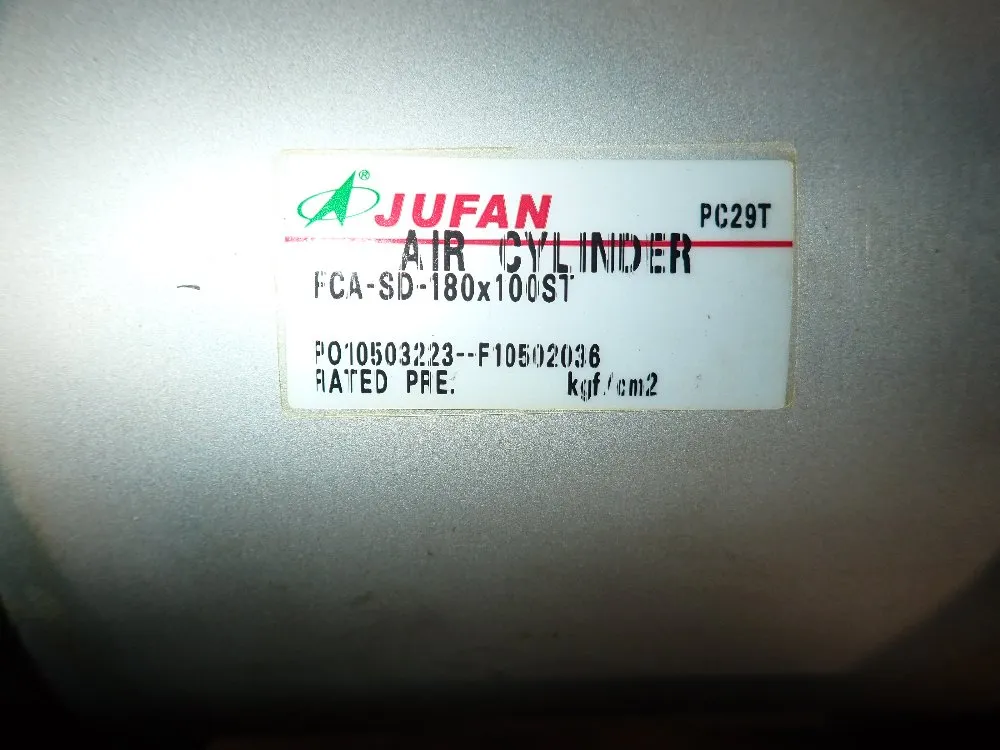 ® JUFAN PC29T
AIR CYLINDER
FCA-SD-180x100ST
PO10503223--F10502036
RATED PRE. kgf/cm2